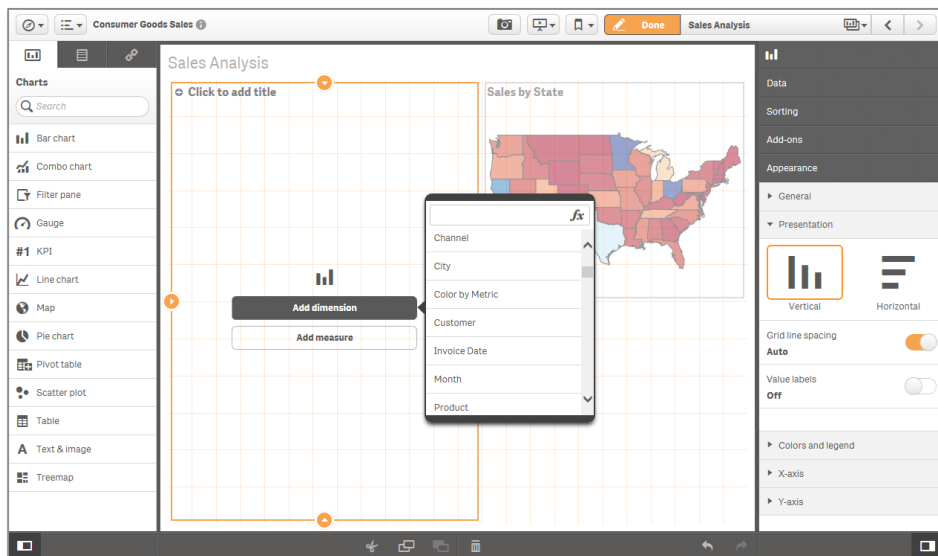 Consumer Goods Sales
Done
Sales Analysis
Charts
Search
Bar chart
Combo chart
Filter pane
Gauge
#1 KPI
Line chart
Map
Pie chart
Pivot table
Scatter plot
Table
A Text & image
Treemap
Sales Analysis
Click to add title
Add dimension
Add measure
Sales by State
fx
Channel
City
Color by Metric
Customer
Invoice Date
Month
Product
Data
Sorting
Add-ons
Appearance
General
Presentation
Vertical
Horizontal
Grid line spacing
Auto
Value labels
Off
Colors and legend
X-axis
Y-axis